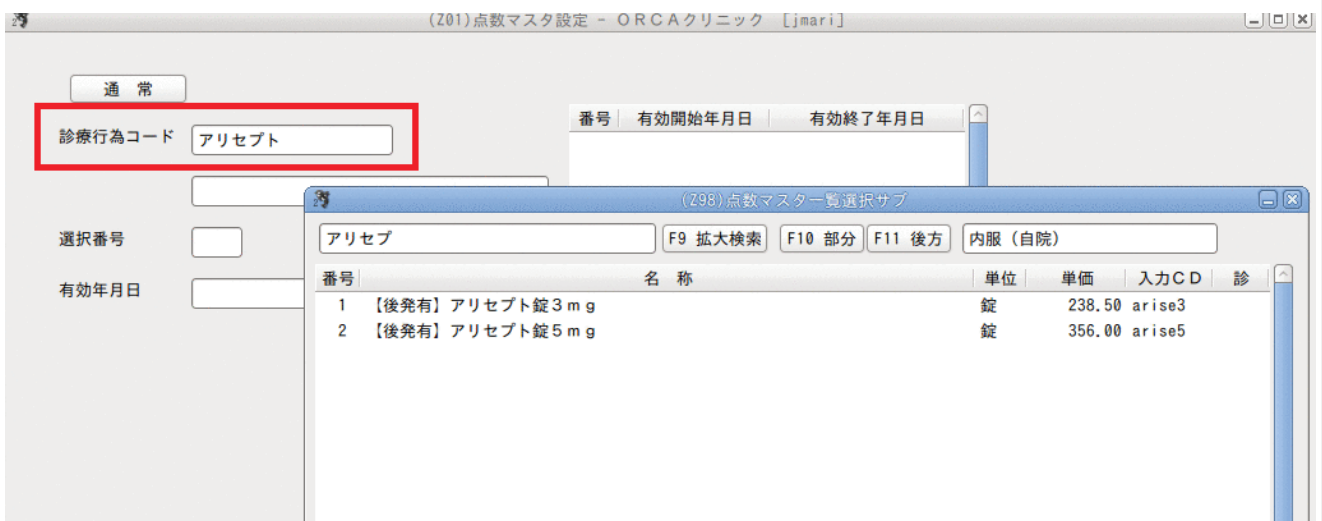 (Z01)点数マスタ設定 - ORCAクリニック [jmari]
通 常
診療行為コード アリセプト
番号 有効開始年月日 有効終了年月日
(Z98)点数マスター覧選択サブ
アリセプ F9 拡大検索 F10 部分 F11 後方 内服（自院）
選択番号
番号 名 称 単位 単価 入力CD 診
有効年月日
1 【後発有】アリセプト錠3mg 錠 238.50 arise3
2 【後発有】アリセプト錠5mg 錠 356.00 arise5